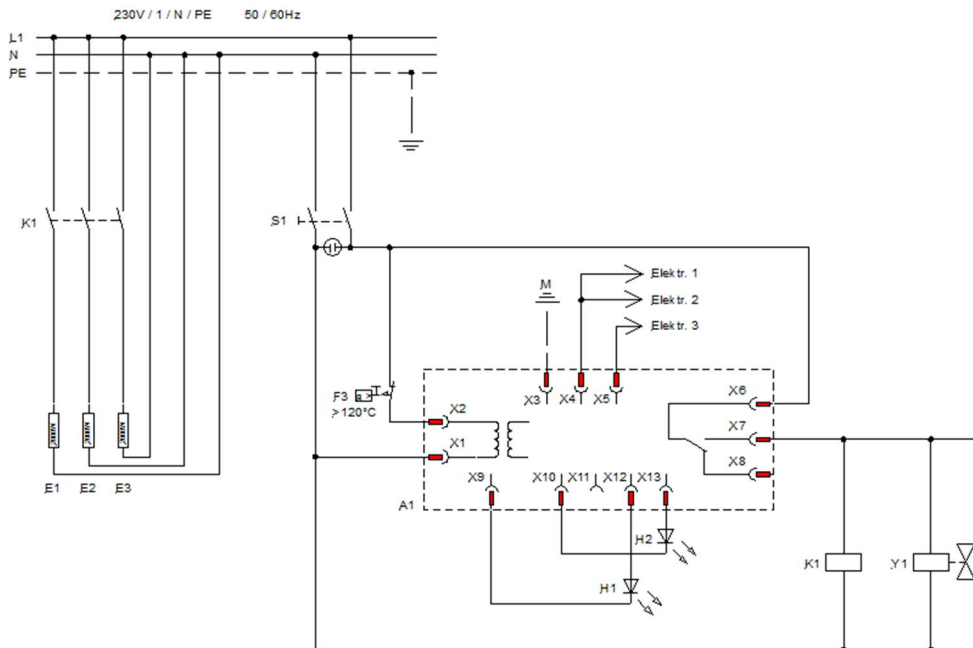 230V / 1 / N / PE 50 / 60Hz
L1
N
PE
K1
S1
Elektr. 1
M
Elektr. 2
Elektr. 3
F3
>120°C
X3
X4
X5
X6
X2
X7
X1
X8
X9
X10
X11
X12
X13
E1
E2
E3
A1
H2
K1
Y1
H1